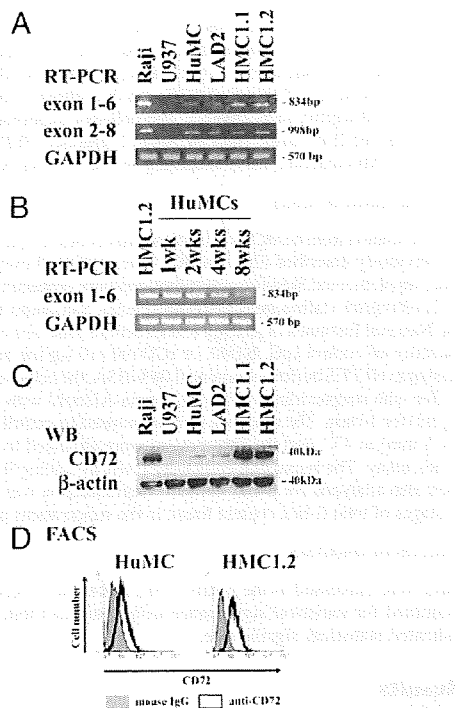 A
Raji U937 HuMC LAD2 HMC1.1 HMC1.2
RT-PCR
exon 1-6 - 834bp
exon 2-8 - 998bp
GAPDH - 570 bp
B
HuMCs
HMC1.2 1wk 2wks 4wks 8wks
RT-PCR
exon 1-6 -834bp
GAPDH - 570 bp
C
Raji U937 HuMC LAD2 HMC1.1 HMC1.2
WB
CD72 - 40kDa
β-actin - 40kDa
D FACS
HuMC HMC1.2
Cell number
CD72
mouse IgG anti-CD72